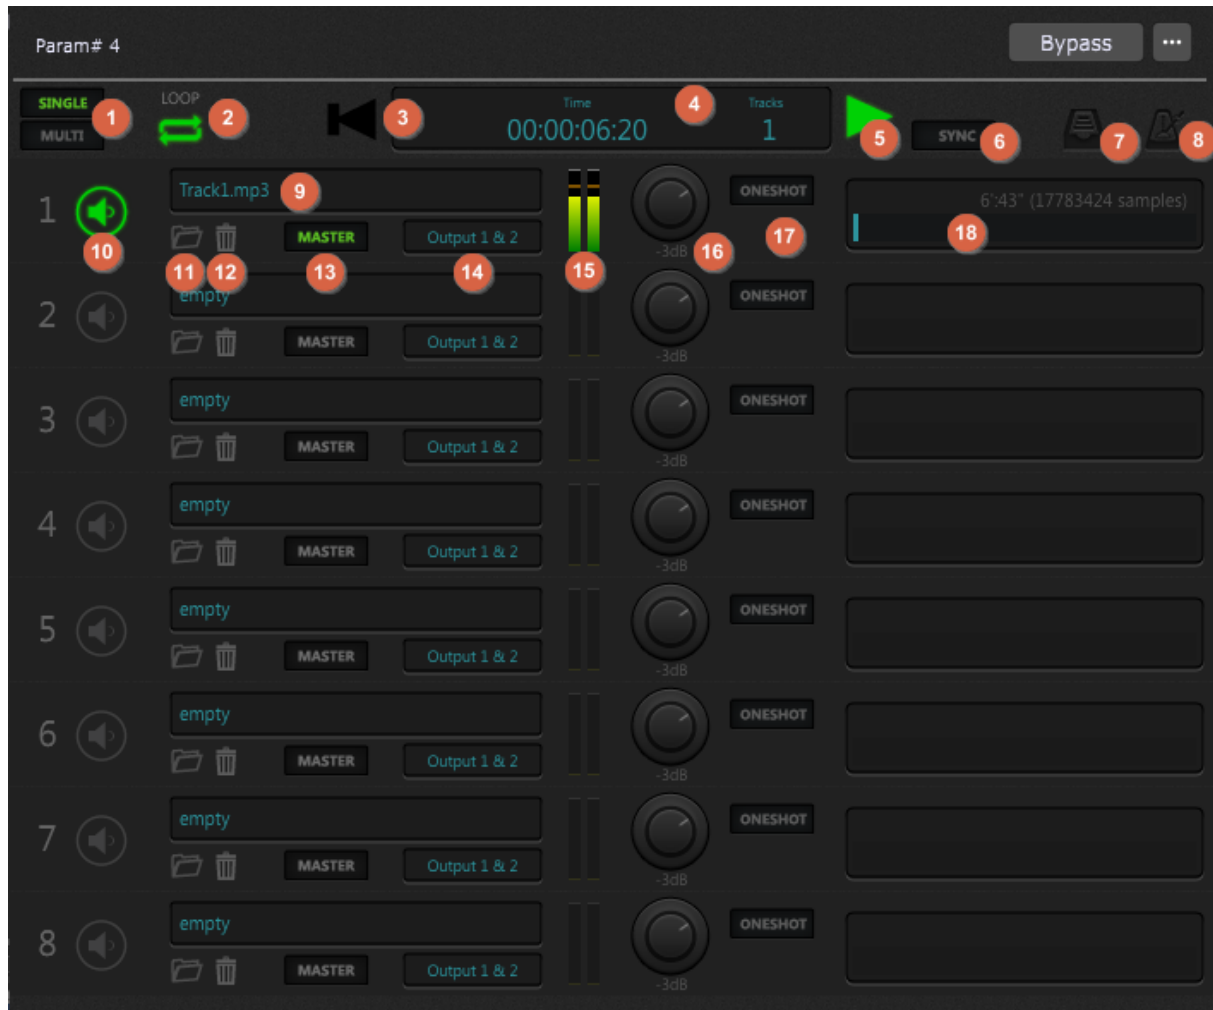 Param# 4
Bypass
...
SINGLE
MULTI
1
LOOP
2
3
Time
00:00:06:20
4
Tracks
1
5
SYNC
6
7
8
1
10
Track1.mp3
9
11
12
MASTER
13
Output 1 & 2
14
15
-3dB
16
ONESHOT
17
6':43" (17783424 samples)
18
2
empty
MASTER
Output 1 & 2
-3dB
ONESHOT
3
empty
MASTER
Output 1 & 2
-3dB
ONESHOT
4
empty
MASTER
Output 1 & 2
-3dB
ONESHOT
5
empty
MASTER
Output 1 & 2
-3dB
ONESHOT
6
empty
MASTER
Output 1 & 2
-3dB
ONESHOT
7
empty
MASTER
Output 1 & 2
-3dB
ONESHOT
8
empty
MASTER
Output 1 & 2
-3dB
ONESHOT